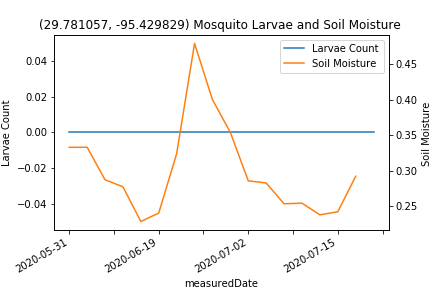 (29.781057, -95.429829) Mosquito Larvae and Soil Moisture
Larvae Count
Soil Moisture
0.04
0.02
0.00
−0.02
−0.04
Larvae Count
0.45
0.40
0.35
0.30
0.25
Soil Moisture
2020-05-31
2020-06-19
2020-07-02
2020-07-15
measuredDate